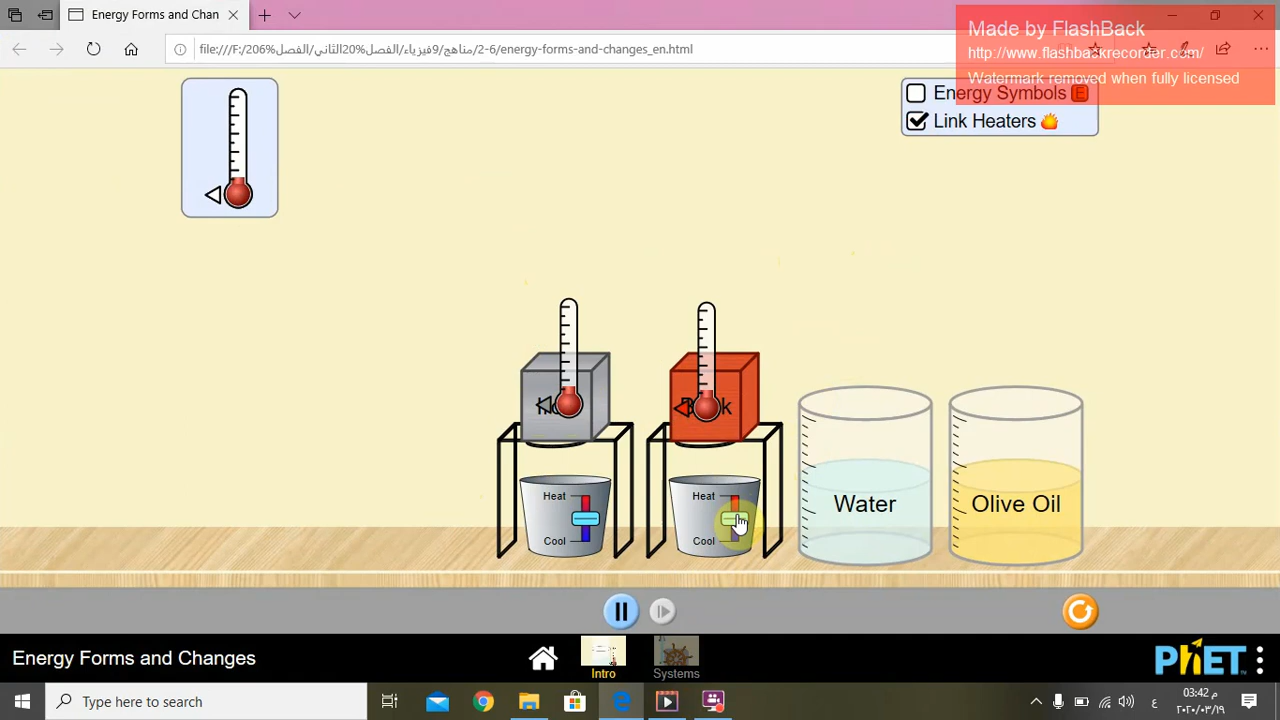 Energy Forms and Chan
Made by FlashBack
http://www.flashbackrecorder.com/
Watermark removed when fully licensed
file:///F:/206%الفصل/الثاني20%الفصل/فيزياء9/مناهج/2-6/energy-forms-and-changes_en.html
Energy Symbols E
Link Heaters
Heat
Cool
Heat
Cool
Water
Olive Oil
Energy Forms and Changes
Intro
Systems
PhET
Type here to search
ع
03:42 م
٢٠٢٠/٠٣/١٩